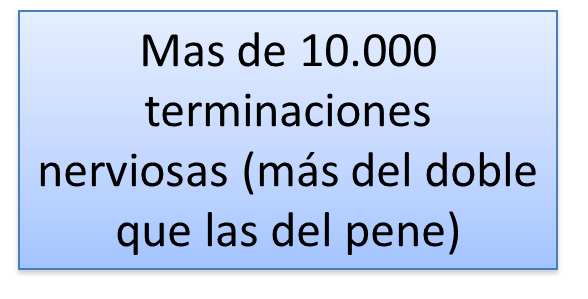 Mas de 10.000
terminaciones
nerviosas (más del doble
que las del pene)